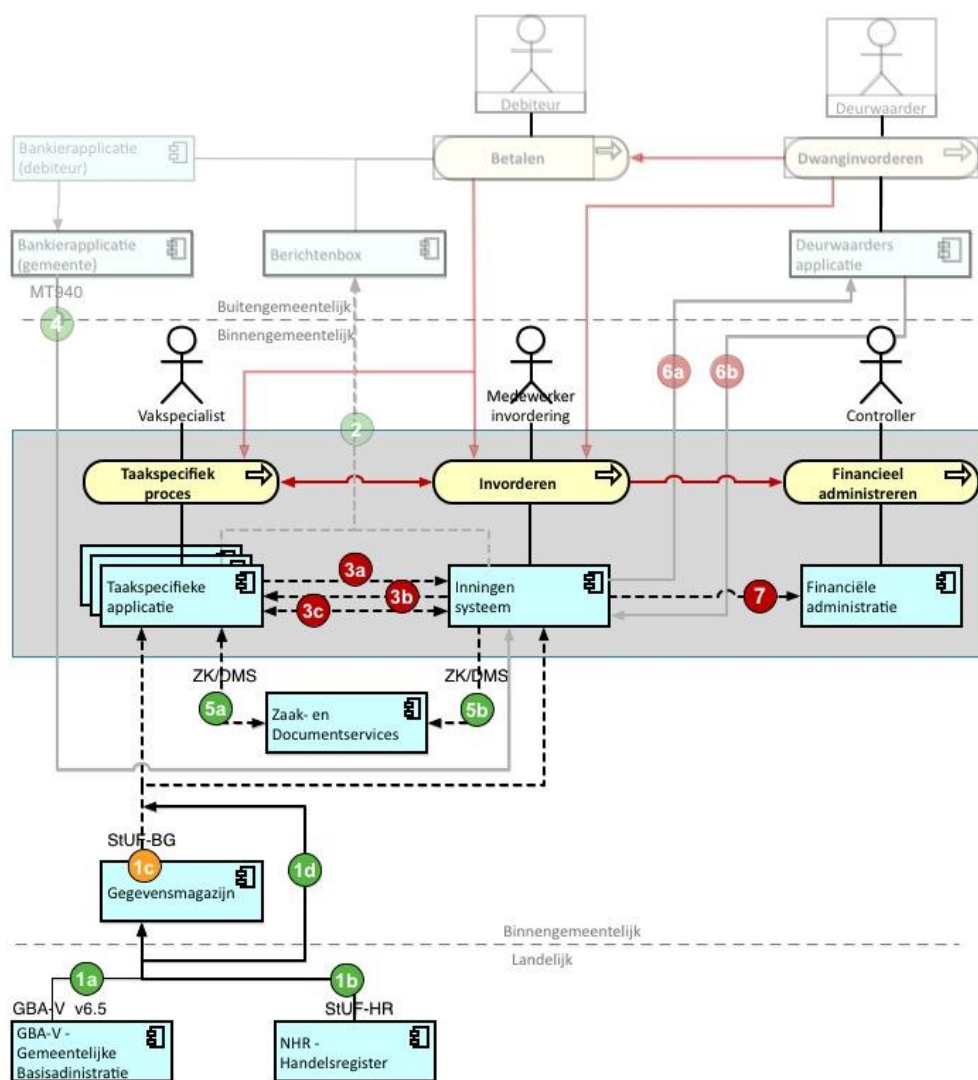 Debiteur
Deurwaarder
Bankierapplicatie
(debiteur)
Betalen
Dwanginvorderen
Bankierapplicatie
(gemeente)
Berichtenbox
Deurwaarders
applicatie
MT940
Buitengemeentelijk
4
Binnengemeentelijk
6a
6b
Vakspecialist
Medewerker
invordering
Controller
2
Taakspecifiek
proces
Invorderen
Financieel
administreren
3a
Taakspecifieke
applicatie
3b
3c
Inningen
systeem
7
Financiële
administratie
ZK/DMS
ZK/DMS
5a
5b
Zaak- en
Documentservices
StUF-BG
1c
1d
Gegevensmagazijn
Binnengemeentelijk
Landelijk
1a
1b
GBA-V v6.5
StUF-HR
GBA-V -
Gemeentelijke
Basisadinistratie
NHR -
Handelsregister